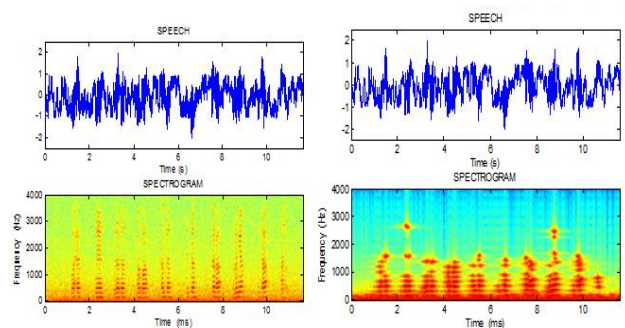 SPEECH
2
1
0
-1
-2
0 2 4 6 8 10
Time (s)
SPECTROGRAM
Frequency (Hz)
4000
3000
2000
1000
0
0 2 4 6 8 10
Time (ms)
SPEECH
2
1
0
-1
-2
0 2 4 6 8 10
Time (s)
SPECTROGRAM
Frequency (Hz)
4000
3000
2000
1000
0
0 2 4 6 8 10
Time (ms)